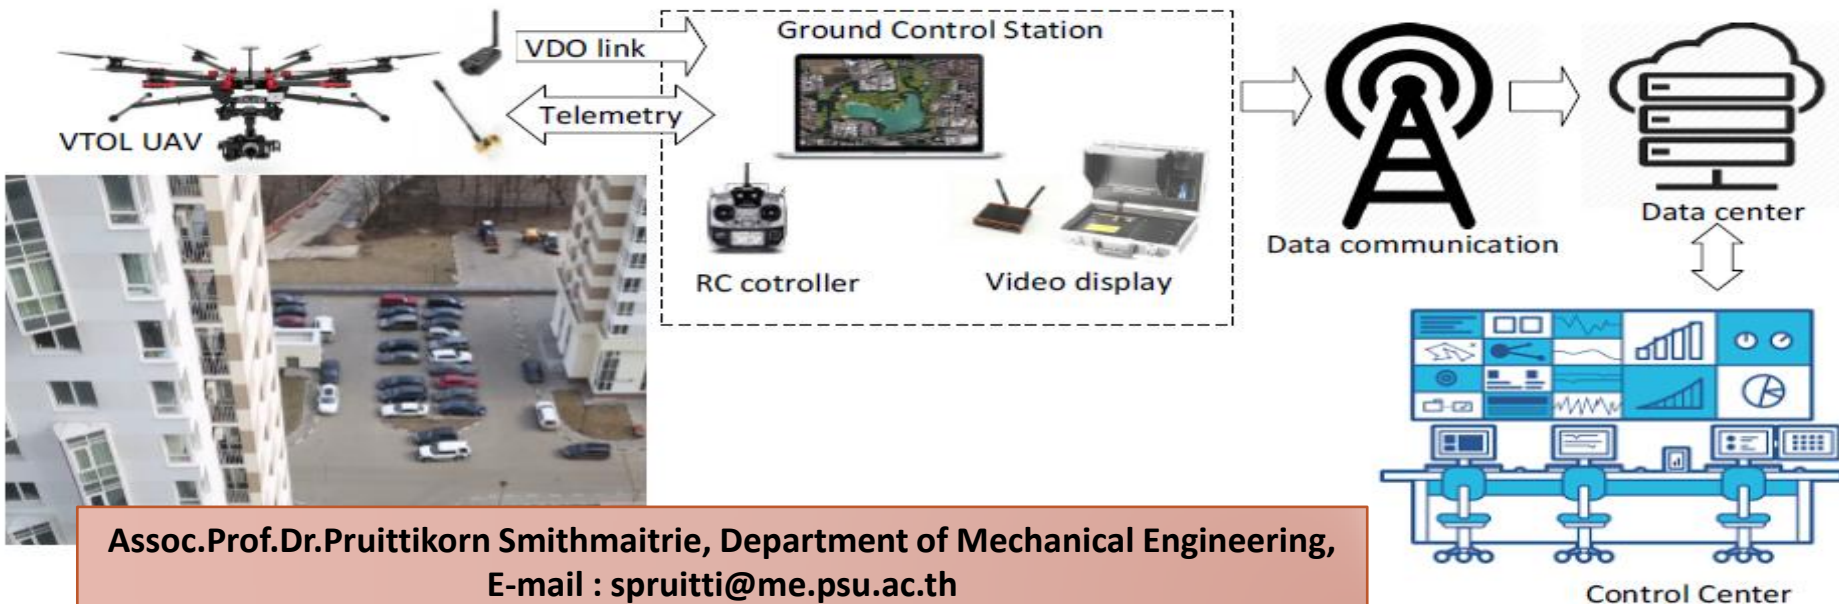 VDO link
Ground Control Station
Telemetry
VTOL UAV
Data center
Data communication
RC cotroller
Video display
Assoc.Prof.Dr.Pruittikorn Smithmaitrie, Department of Mechanical Engineering,
E-mail : spruitti@me.psu.ac.th
Control Center